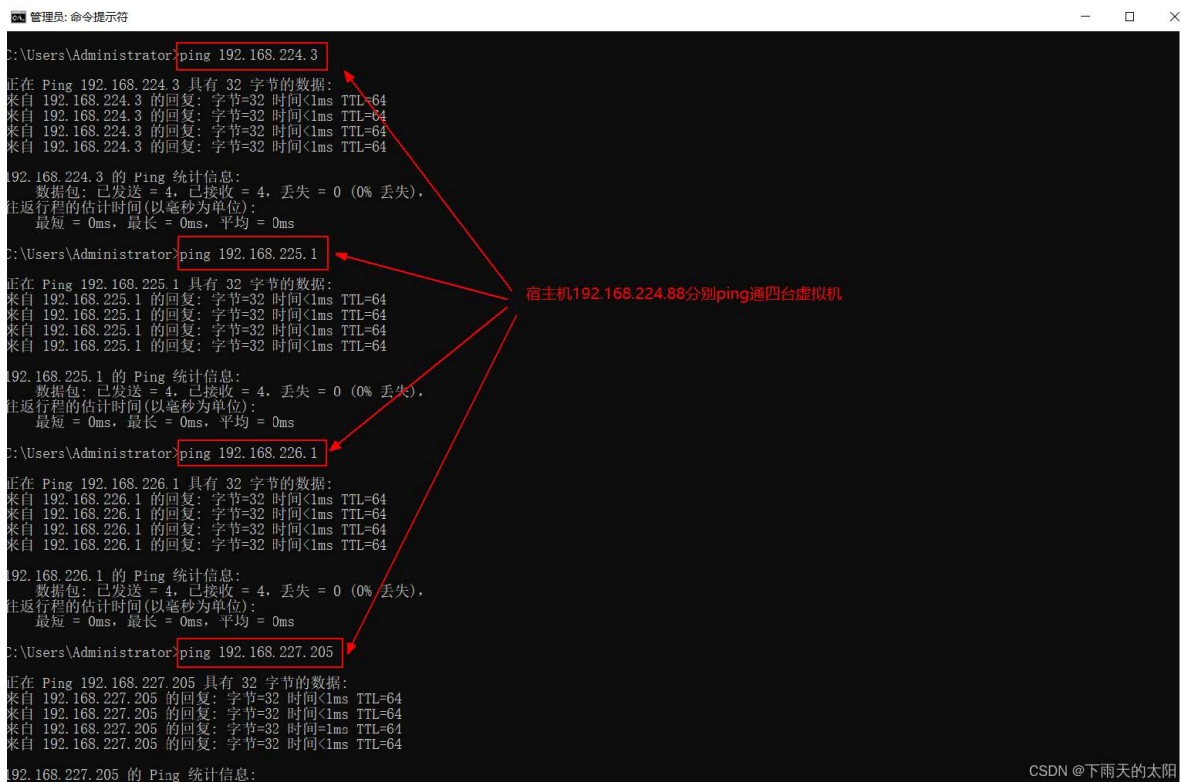 管理员: 命令提示符
C:\Users\Administrator>ping 192.168.224.3
正在 Ping 192.168.224.3 具有 32 字节的数据:
来自 192.168.224.3 的回复: 字节=32 时间<1ms TTL=64
来自 192.168.224.3 的回复: 字节=32 时间<1ms TTL=64
来自 192.168.224.3 的回复: 字节=32 时间<1ms TTL=64
来自 192.168.224.3 的回复: 字节=32 时间<1ms TTL=64
192.168.224.3 的 Ping 统计信息:
数据包: 已发送 = 4，已接收 = 4，丢失 = 0 (0% 丢失)，
往返行程的估计时间(以毫秒为单位):
最短 = 0ms，最长 = 0ms，平均 = 0ms
C:\Users\Administrator>ping 192.168.225.1
正在 Ping 192.168.225.1 具有 32 字节的数据:
来自 192.168.225.1 的回复: 字节=32 时间<1ms TTL=64
宿主机192.168.224.88分别ping通四台虚拟机
来自 192.168.225.1 的回复: 字节=32 时间<1ms TTL=64
来自 192.168.225.1 的回复: 字节=32 时间<1ms TTL=64
来自 192.168.225.1 的回复: 字节=32 时间<1ms TTL=64
192.168.225.1 的 Ping 统计信息:
数据包: 已发送 = 4，已接收 = 4，丢失 = 0 (0% 丢失)，
往返行程的估计时间(以毫秒为单位):
最短 = 0ms，最长 = 0ms，平均 = 0ms
C:\Users\Administrator>ping 192.168.226.1
正在 Ping 192.168.226.1 具有 32 字节的数据:
来自 192.168.226.1 的回复: 字节=32 时间<1ms TTL=64
来自 192.168.226.1 的回复: 字节=32 时间<1ms TTL=64
来自 192.168.226.1 的回复: 字节=32 时间<1ms TTL=64
来自 192.168.226.1 的回复: 字节=32 时间<1ms TTL=64
192.168.226.1 的 Ping 统计信息:
数据包: 已发送 = 4，已接收 = 4，丢失 = 0 (0% 丢失)，
往返行程的估计时间(以毫秒为单位):
最短 = 0ms，最长 = 0ms，平均 = 0ms
C:\Users\Administrator>ping 192.168.227.205
正在 Ping 192.168.227.205 具有 32 字节的数据:
来自 192.168.227.205 的回复: 字节=32 时间<1ms TTL=64
来自 192.168.227.205 的回复: 字节=32 时间<1ms TTL=64
来自 192.168.227.205 的回复: 字节=32 时间=1ms TTL=64
来自 192.168.227.205 的回复: 字节=32 时间<1ms TTL=64
192.168.227.205 的 Ping 统计信息:
CSDN @下雨天的太阳